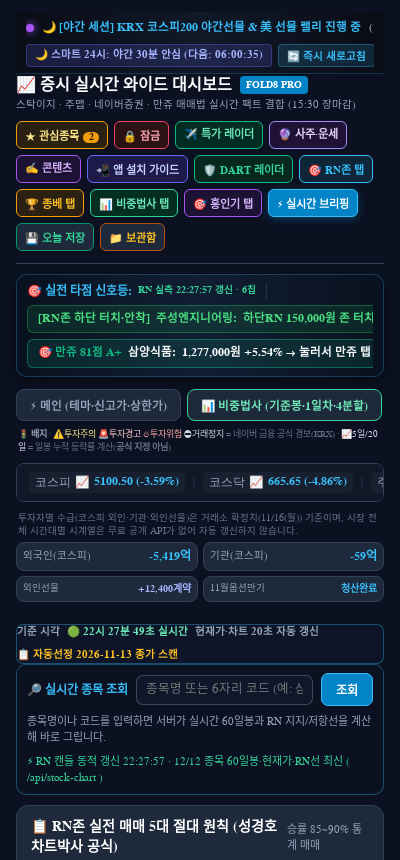 🌙 [야간 세션] KRX 코스피200 야간선물 & 美 선물 랠리 진행 중 (
🌙 스마트 24시: 야간 30분 안심 (다음: 06:00:35) 🔄 즉시 새로고침
📈 증시 실시간 와이드 대시보드 FOLD8 PRO
스탁이지 · 주맵 · 네이버증권 · 만쥬 매매법 실시간 팩트 결합 (15:30 장마감)
★ 관심종목 2 🔒 잠금 ✈️ 특가 레이더 🔮 사주·운세
✍️ 콘텐츠 📲 앱 설치 가이드 🛡️ DART 레이더 🎯 RN존 탭
🏆 종베 탭 📊 비중법사 탭 🎯 홍인기 탭 ⚡ 실시간 브리핑
💾 오늘 저장 📁 보관함
🎯 실전 타점 신호등: RN 실측 22:27:57 갱신 · 6칩
[RN존 하단 터치·안착] 주성엔지니어링: 하단RN 150,000원 존 터치
🎯 만쥬 81점 A+ 삼양식품: 1,277,000원 +5.54% → 눌러서 만쥬 탭
⚡ 메인 (테마·신고가·상한가) 📊 비중법사 (기준봉·1일차·4분할)
🚦 배지 · ⚠️투자주의 🚨투자경고 ⛔투자위험 ⛔거래정지 = 네이버 금융 공식 경보(KRX) · 📈5일/20
일 = 일봉 누적 등락률 계산(공식 지정 아님)
코스피 📈 5100.50 (-3.59%) 코스닥 📈 665.65 (-4.86%)
투자자별 수급(코스피 외인·기관·외인선물)은 거래소 확정치(11/16(월)) 기준이며, 시장 전
체 시간대별 시계열은 무료 공개 API가 없어 자동 갱신하지 않습니다.
외국인(코스피) -5,419억 기관(코스피) -59억
외인선물 +12,400계약 11월옵션만기 청산완료
기준 시각 🟢 22시 27분 49초 실시간 현재가·차트 20초 자동 갱신
📋 자동선정 2026-11-13 종가 스캔
🔎 실시간 종목 조회 종목명 또는 6자리 코드 (예: 삼 조회
종목명이나 코드를 입력하면 서버가 실시간 60일봉과 RN 지지/저항선을 계산
해 바로 그립니다.
⚡ RN 캔들 동적 갱신 22:27:57 · 12/12 종목 60일봉·현재가·RN선 최신 (
/api/stock-chart )
📋 RN존 실전 매매 5대 절대 원칙 (성경호 승률 85~90% 통
차트박사 공식) 계 매매